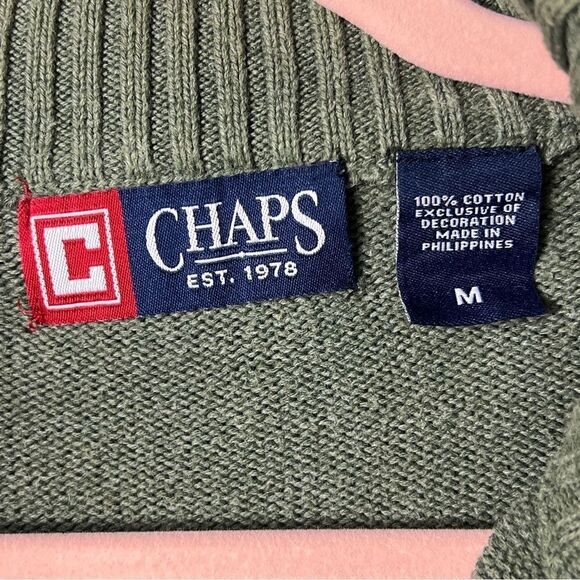 C
CHAPS
EST. 1978
100% COTTON
EXCLUSIVE OF
DECORATION
MADE IN
PHILIPPINES
M